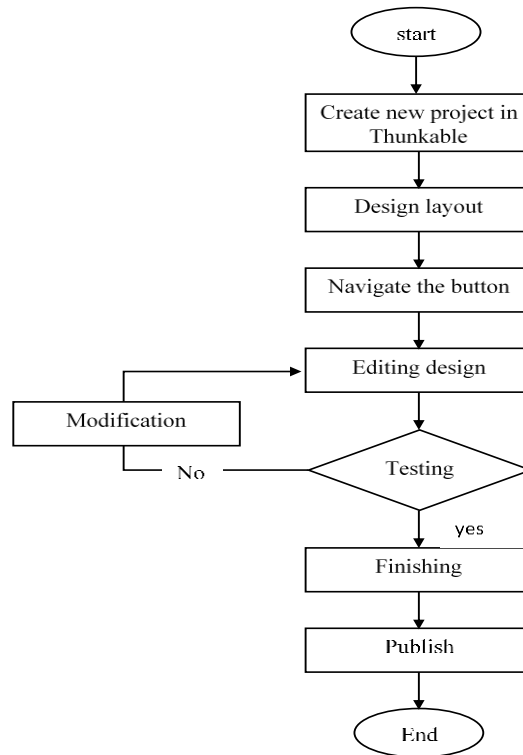 start
Create new project in
Thunkable
Design layout
Navigate the button
Editing design
Modification
Testing
No
yes
Finishing
Publish
End